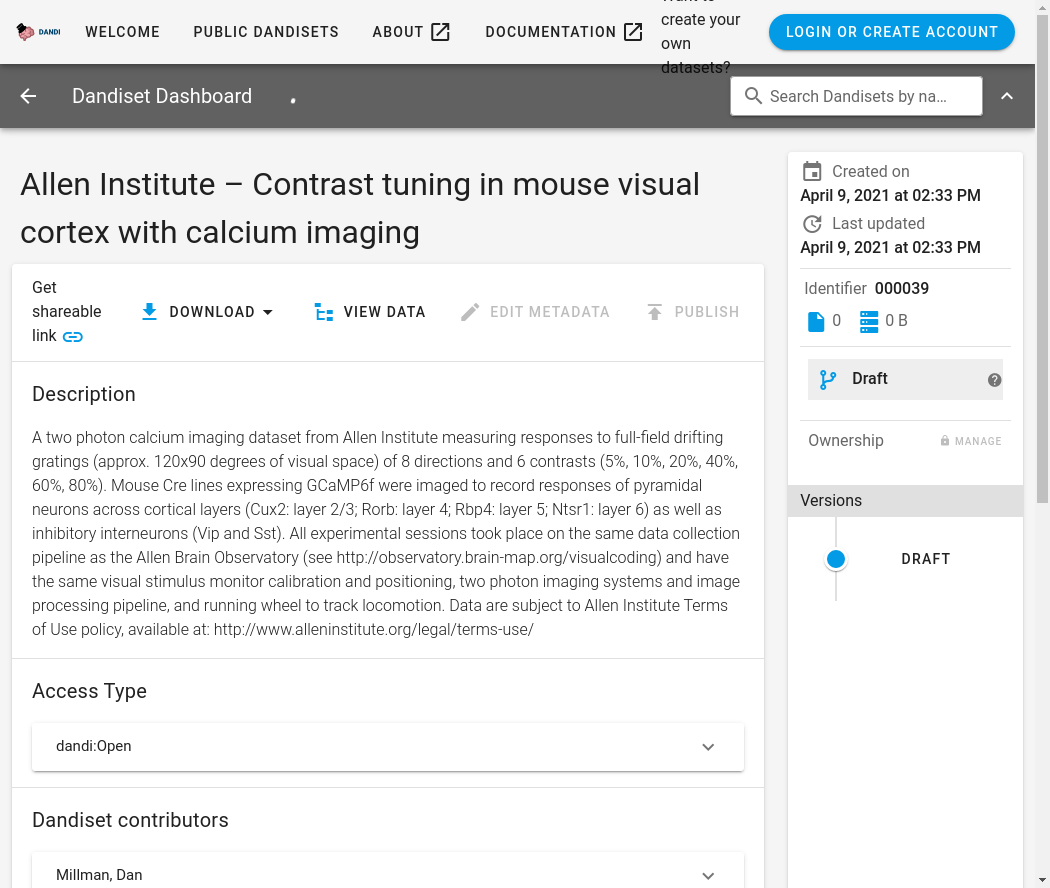 DANDI
WELCOME
PUBLIC DANDISETS
ABOUT
DOCUMENTATION
create your
own
datasets?
LOGIN OR CREATE ACCOUNT
Dandiset Dashboard
Search Dandisets by na…
Allen Institute – Contrast tuning in mouse visual
cortex with calcium imaging
Get
shareable
link
DOWNLOAD
VIEW DATA
EDIT METADATA
PUBLISH
Description
A two photon calcium imaging dataset from Allen Institute measuring responses to full-field drifting
gratings (approx. 120x90 degrees of visual space) of 8 directions and 6 contrasts (5%, 10%, 20%, 40%,
60%, 80%). Mouse Cre lines expressing GCaMP6f were imaged to record responses of pyramidal
neurons across cortical layers (Cux2: layer 2/3; Rorb: layer 4; Rbp4: layer 5; Ntsr1: layer 6) as well as
inhibitory interneurons (Vip and Sst). All experimental sessions took place on the same data collection
pipeline as the Allen Brain Observatory (see http://observatory.brain-map.org/visualcoding) and have
the same visual stimulus monitor calibration and positioning, two photon imaging systems and image
processing pipeline, and running wheel to track locomotion. Data are subject to Allen Institute Terms
of Use policy, available at: http://www.alleninstitute.org/legal/terms-use/
Access Type
dandi:Open
Dandiset contributors
Millman, Dan
Created on
April 9, 2021 at 02:33 PM
Last updated
April 9, 2021 at 02:33 PM
Identifier 000039
0 0 B
Draft
Ownership MANAGE
Versions
DRAFT